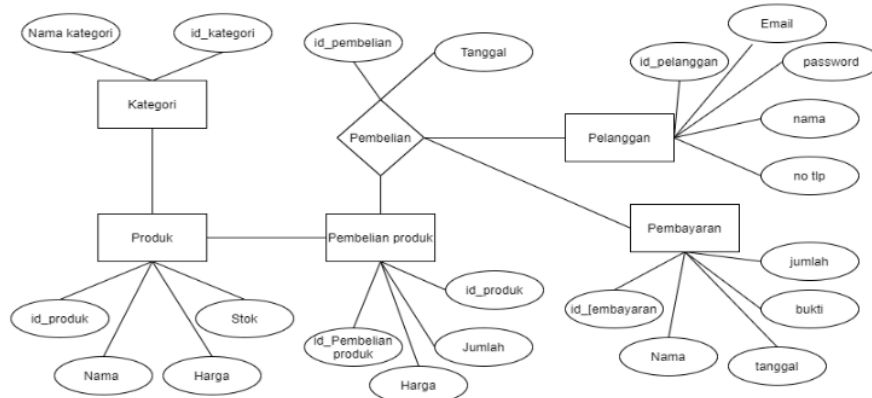 Nama kategori
id_kategori
Kategori
id_pembelian
Tanggal
Pembelian
Email
id_pelanggan
password
Pelanggan
nama
no tlp
Produk
id_produk
Stok
Nama
Harga
Pembelian produk
id_produk
id_Pembelian
produk
Jumlah
Harga
Pembayaran
jumlah
id_[embayaran
bukti
Nama
tanggal